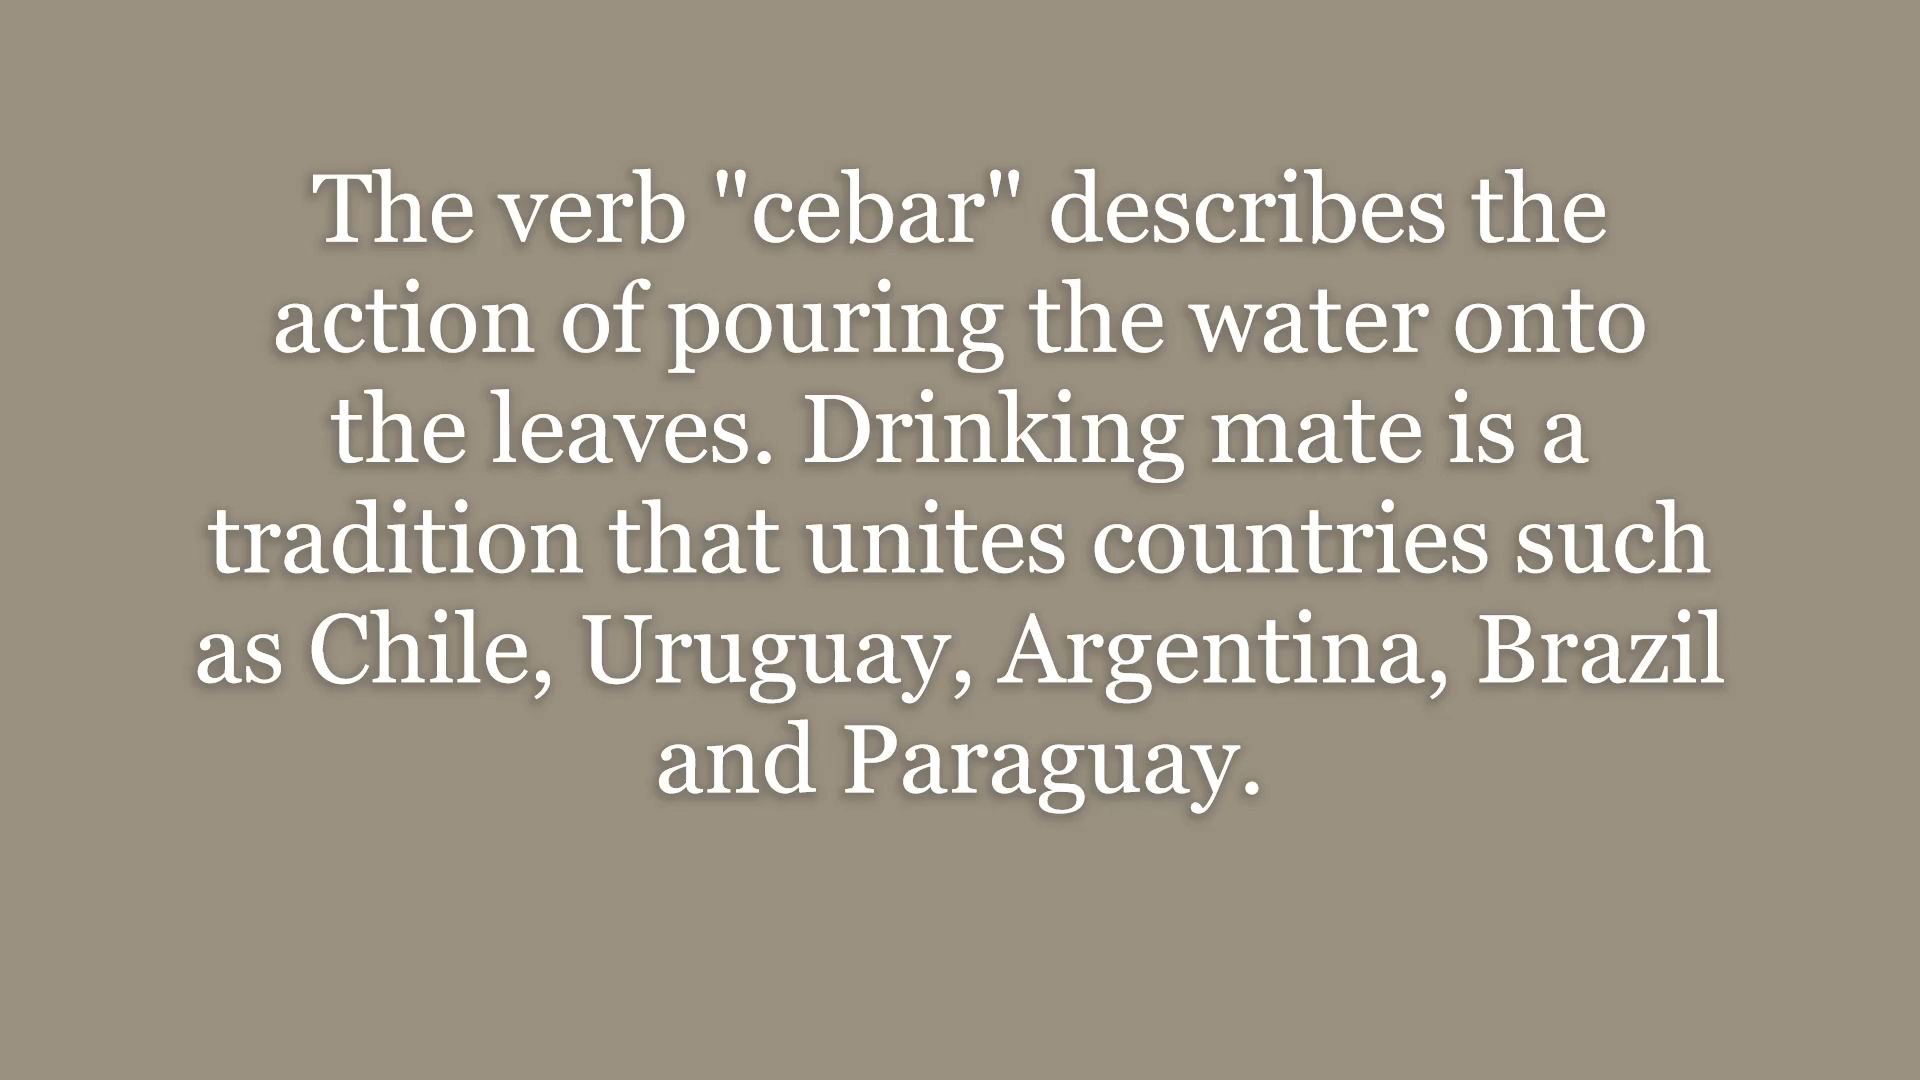 The verb "cebar" describes the
action of pouring the water onto
the leaves. Drinking mate is a
tradition that unites countries such
as Chile, Uruguay, Argentina, Brazil
and Paraguay.